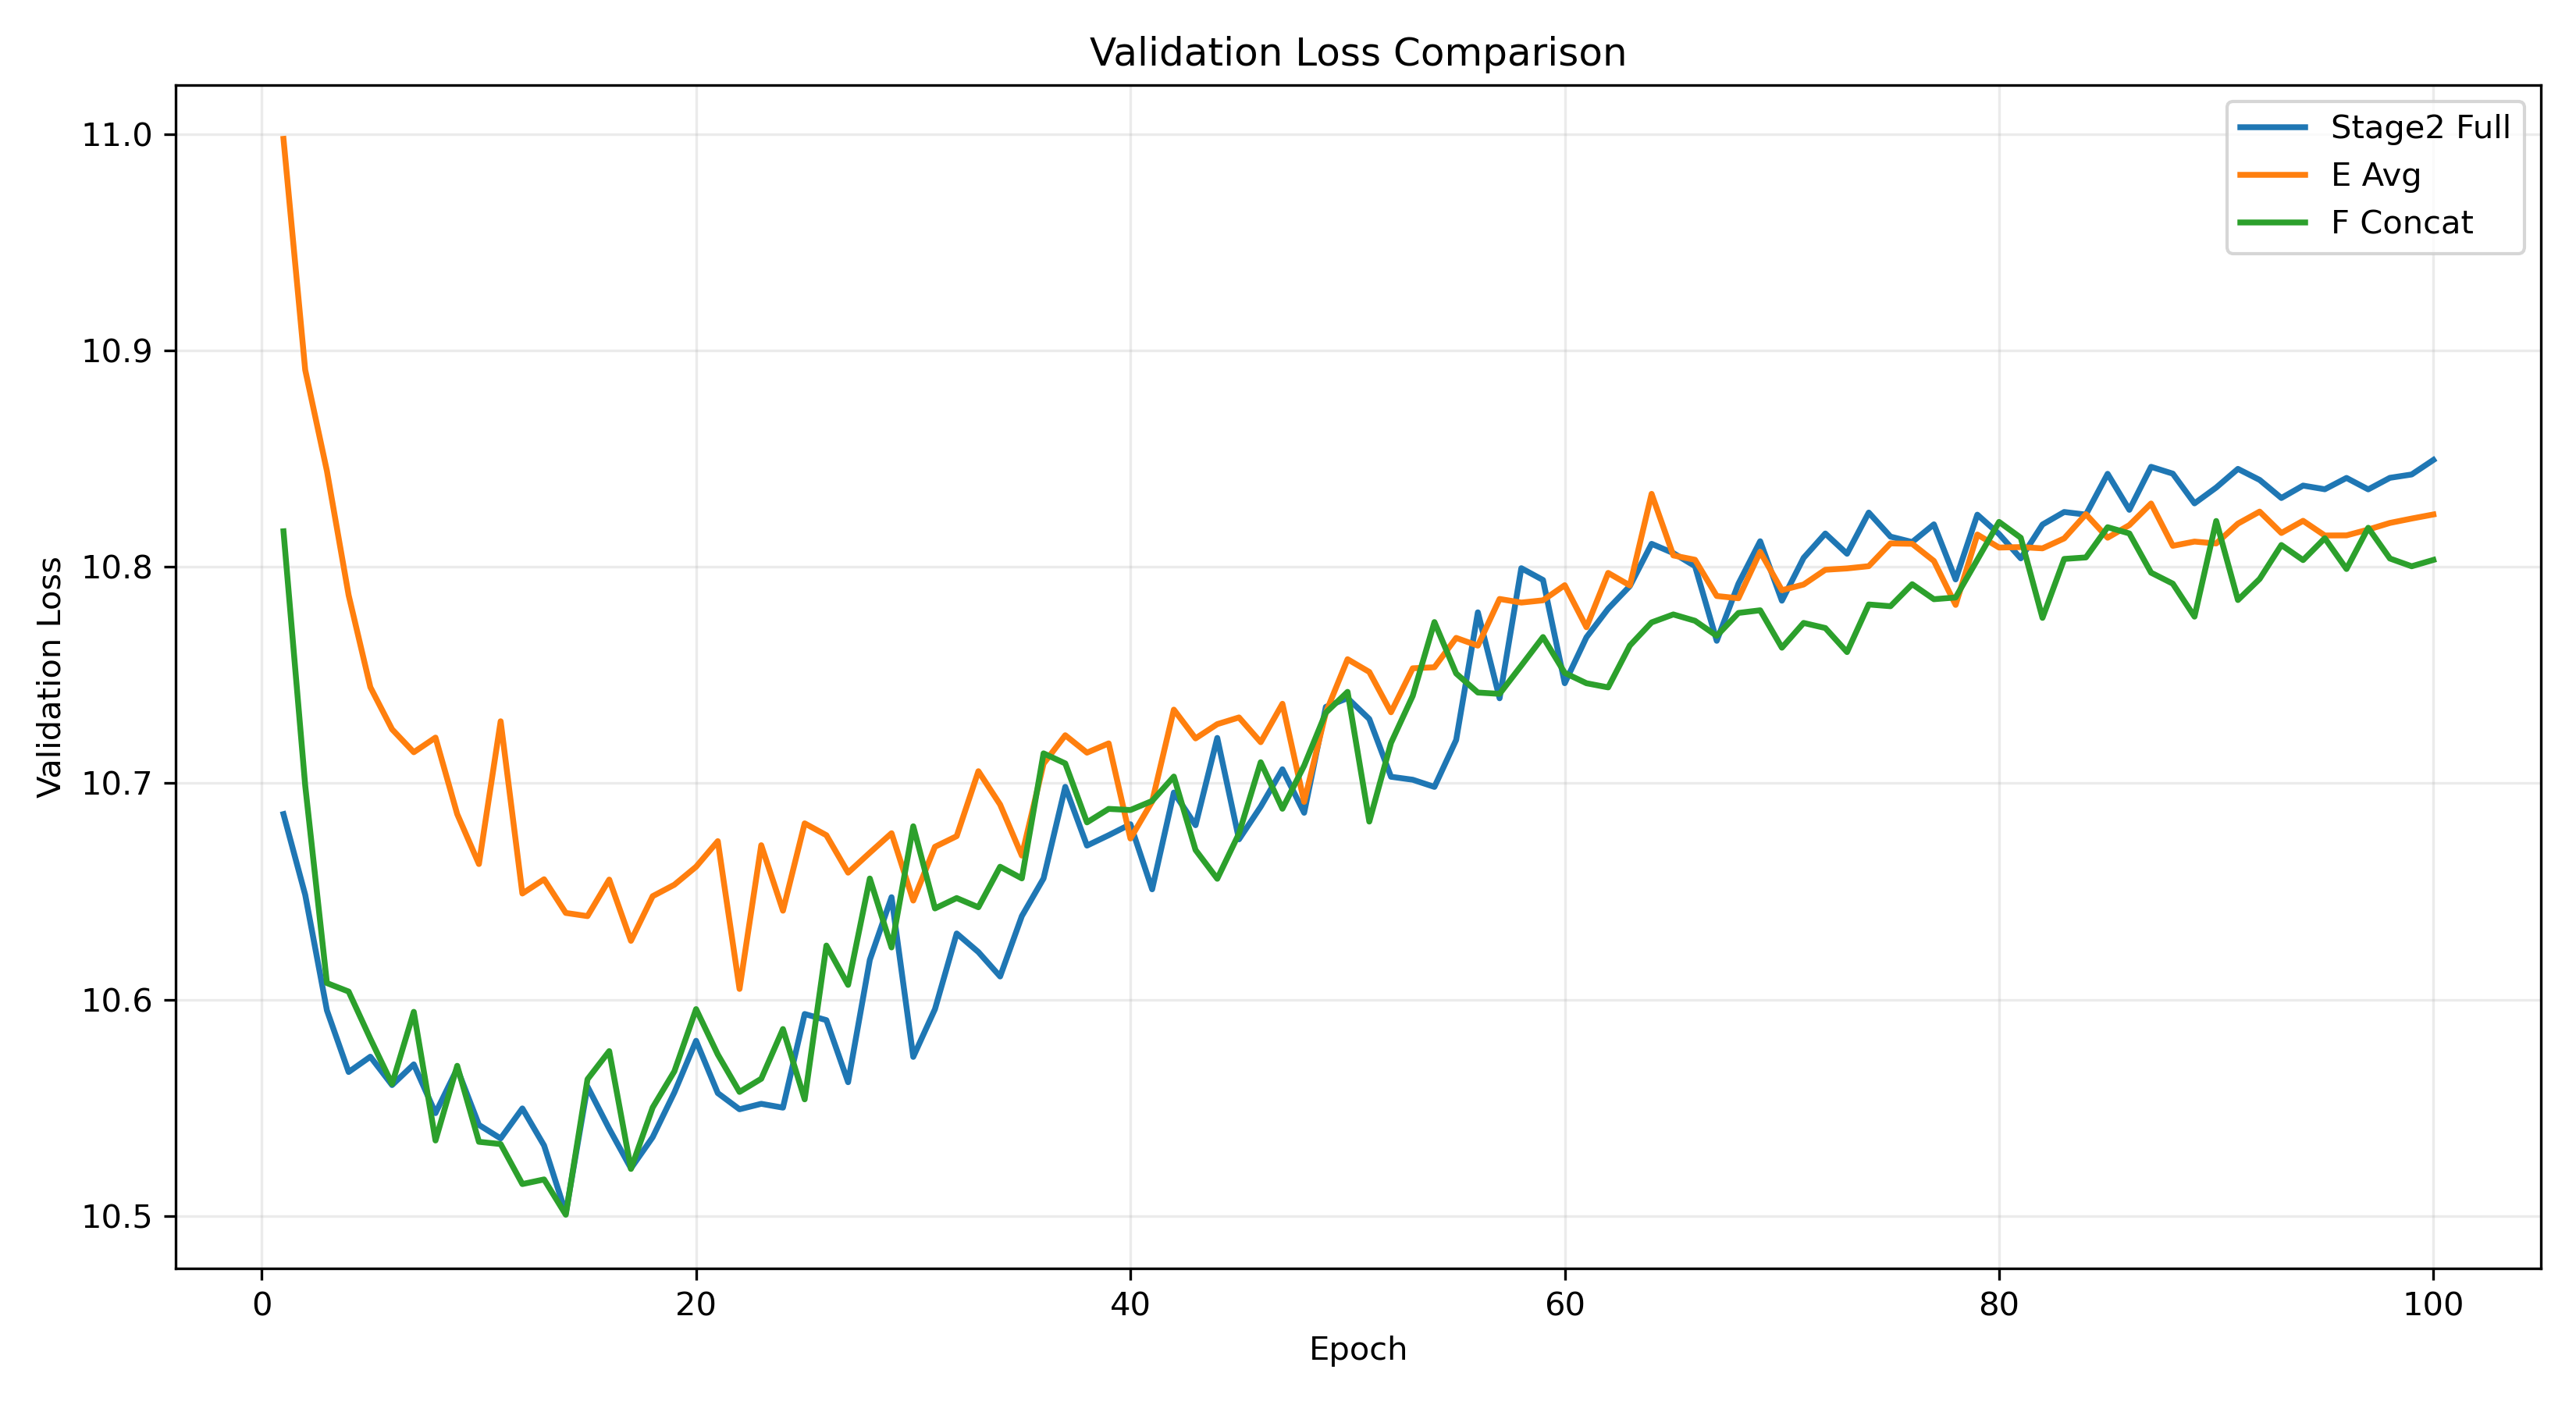 Validation Loss Comparison
Stage2 Full
E Avg
F Concat
Validation Loss
11.0
10.9
10.8
10.7
10.6
10.5
0
20
40
60
80
100
Epoch